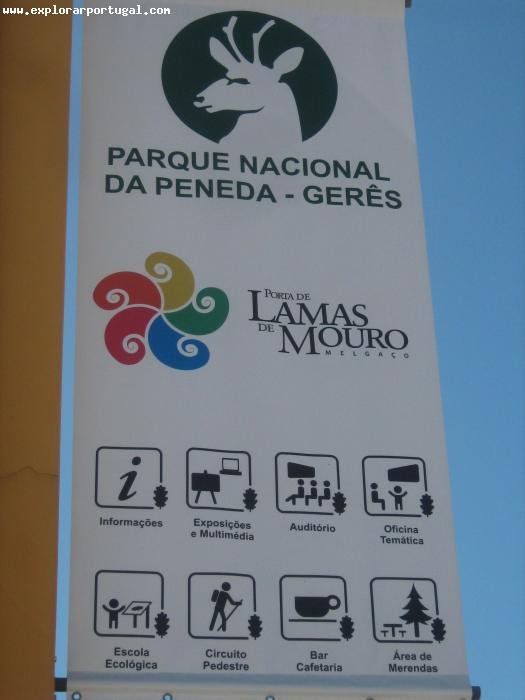 www.explorarportugal.com
PARQUE NACIONAL
DA PENEDA - GERÊS
PORTA DE
LAMAS
DE MOURO
MELGAÇO
i
Informações
Exposições
e Multimédia
Auditório
Oficina
Temática
Escola
Ecológica
Circuito
Pedestre
Bar
Cafetaria
Área de
Merendas